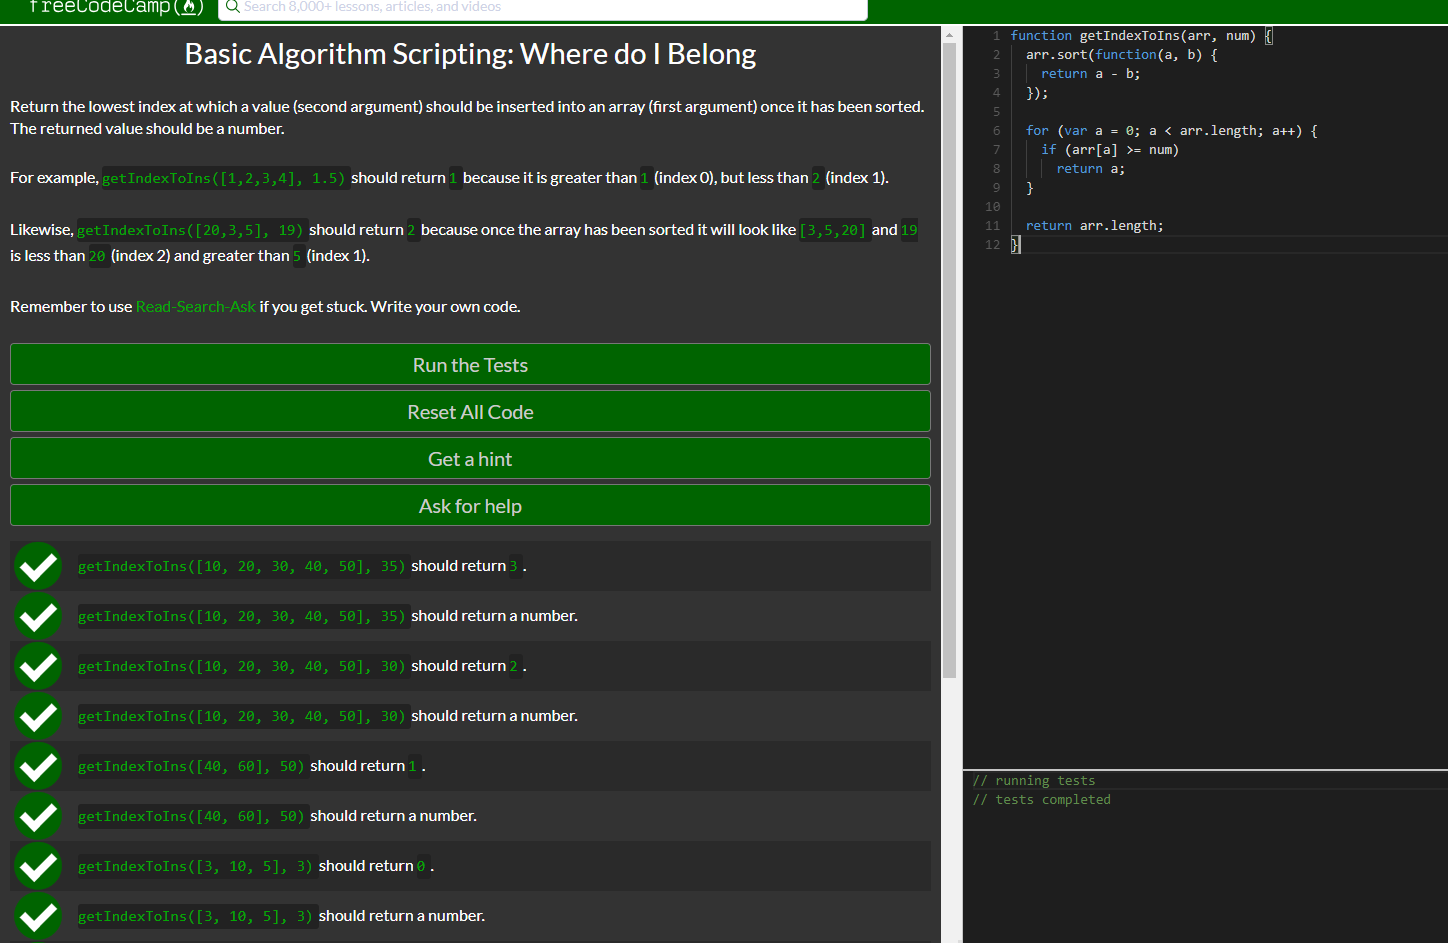 freeCodeCamp
Search 8,000+ lessons, articles, and videos
Basic Algorithm Scripting: Where do I Belong
Return the lowest index at which a value (second argument) should be inserted into an array (first argument) once it has been sorted.
The returned value should be a number.
For example, getIndexToIns([1,2,3,4], 1.5) should return 1 because it is greater than 1 (index 0), but less than 2 (index 1).
Likewise, getIndexToIns([20,3,5], 19) should return 2 because once the array has been sorted it will look like [3,5,20] and 19
is less than 20 (index 2) and greater than 5 (index 1).
Remember to use Read-Search-Ask if you get stuck. Write your own code.
Run the Tests
Reset All Code
Get a hint
Ask for help
getIndexToIns([10, 20, 30, 40, 50], 35) should return 3 .
getIndexToIns([10, 20, 30, 40, 50], 35) should return a number.
getIndexToIns([10, 20, 30, 40, 50], 30) should return 2 .
getIndexToIns([10, 20, 30, 40, 50], 30) should return a number.
getIndexToIns([40, 60], 50) should return 1 .
getIndexToIns([40, 60], 50) should return a number.
getIndexToIns([3, 10, 5], 3) should return 0 .
getIndexToIns([3, 10, 5], 3) should return a number.
1 function getIndexToIns(arr, num) {
2 arr.sort(function(a, b) {
3 return a - b;
4 });
5
6 for (var a = 0; a < arr.length; a++) {
7 if (arr[a] >= num)
8 return a;
9 }
10
11 return arr.length;
12 }
// running tests
// tests completed